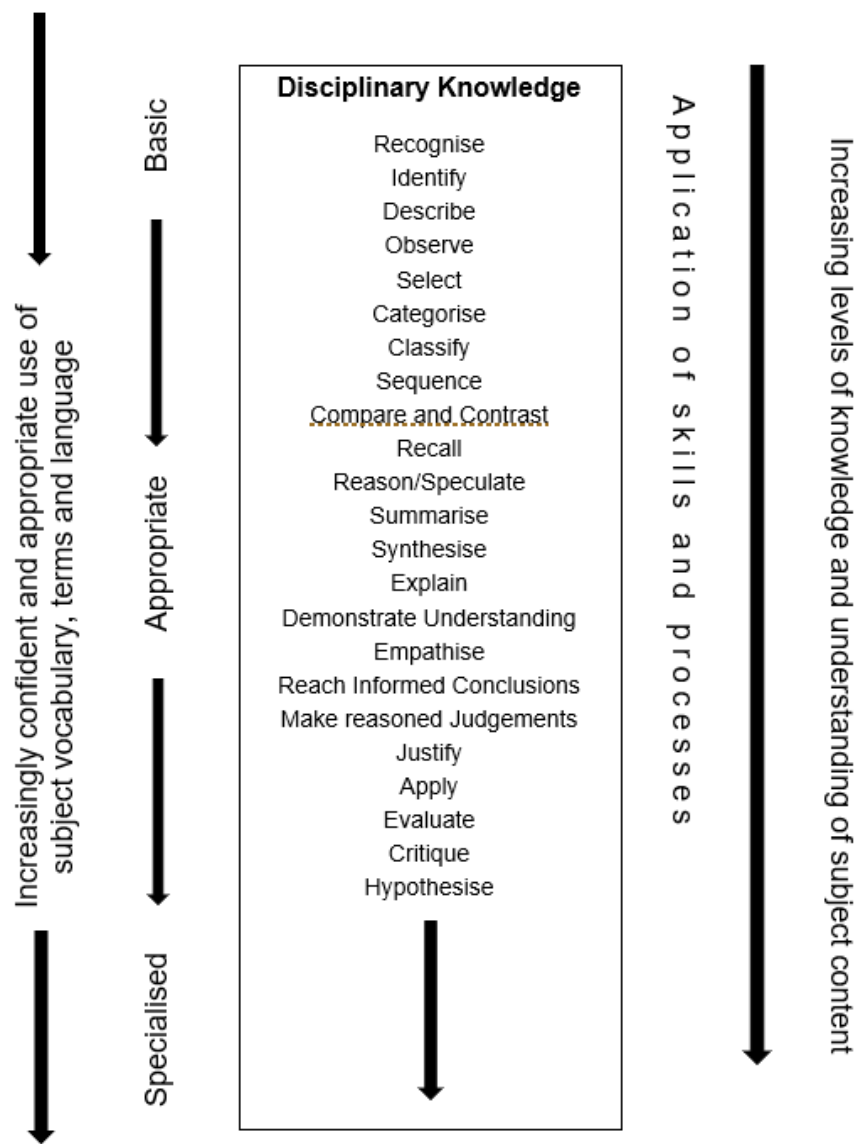 Increasingly confident and appropriate use of
subject vocabulary, terms and language
Basic
Appropriate
Specialised
Disciplinary Knowledge
Recognise
Identify
Describe
Observe
Select
Categorise
Classify
Sequence
Compare and Contrast
Recall
Reason/Speculate
Summarise
Synthesise
Explain
Demonstrate Understanding
Empathise
Reach Informed Conclusions
Make reasoned Judgements
Justify
Apply
Evaluate
Critique
Hypothesise
Application of skills and processes
Increasing levels of knowledge and understanding of subject content